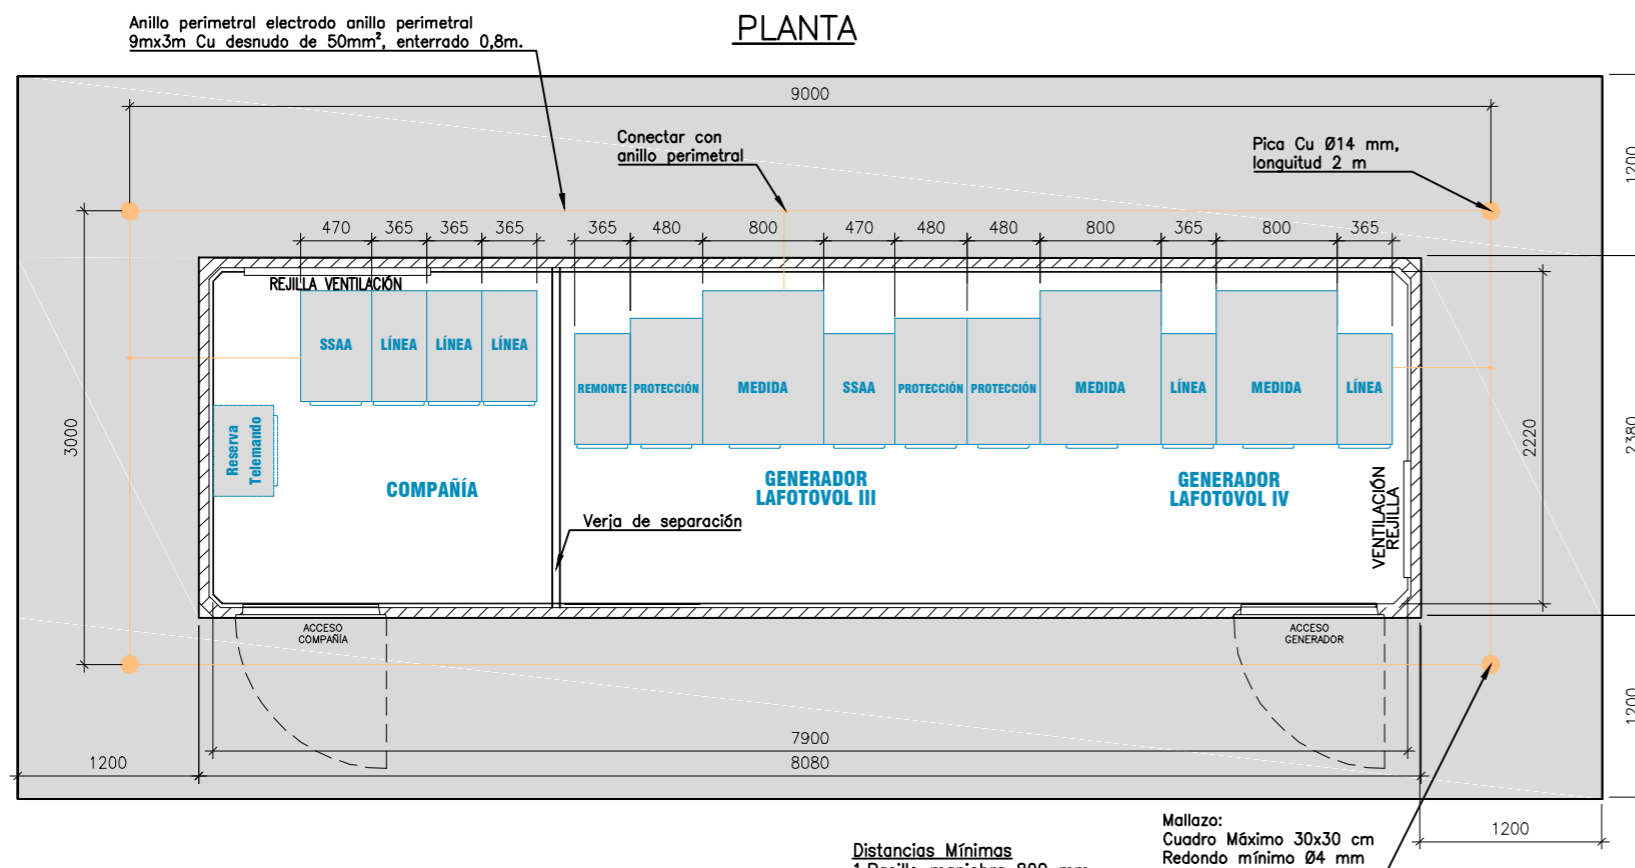 PLANTA
Anillo perimetral electrodo anillo perimetral
9mx3m Cu desnudo de 50mm², enterrado 0,8m.
9000
Conectar con
anillo perimetral
Pica Cu Ø14 mm,
longuitud 2 m
1200
470 365 365 365 365 480 800 470 480 480 800 365 800 365
REJILLA VENTILACIÓN
SSAA LÍNEA LÍNEA LÍNEA
REMONTE PROTECCIÓN MEDIDA SSAA PROTECCIÓN PROTECCIÓN MEDIDA LÍNEA MEDIDA LÍNEA
3000
Reserva
Telemando
2220
2380
COMPAÑÍA
GENERADOR
LAFOTOVOL III
GENERADOR
LAFOTOVOL IV
VENTILACIÓN
REJILLA
Verja de separación
ACCESO
COMPAÑÍA
ACCESO
GENERADOR
1200
7900
1200
8080
Mallazo:
Cuadro Máximo 30x30 cm
Redondo mínimo Ø4 mm
1200
Distancias Mínimas